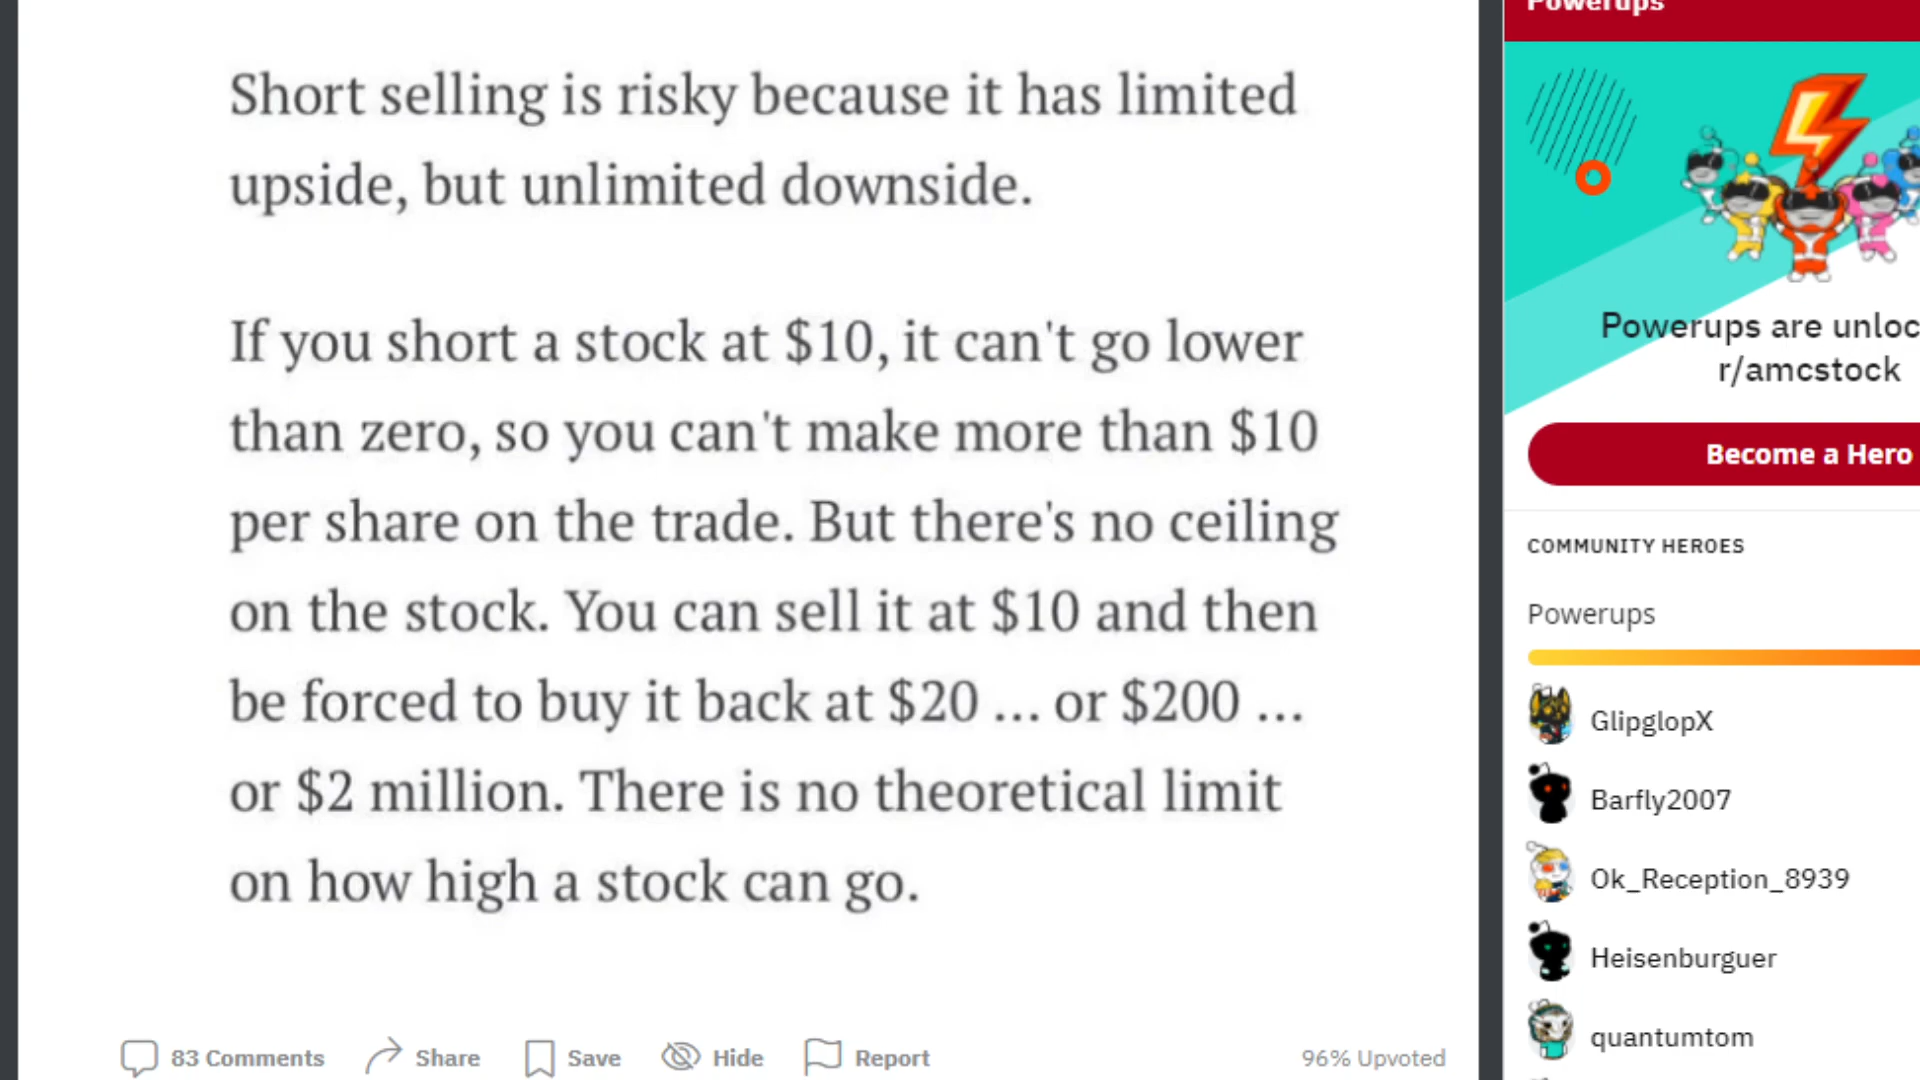 Powerups
Short selling is risky because it has limited
upside, but unlimited downside.
If you short a stock at $10, it can't go lower
than zero, so you can't make more than $10
per share on the trade. But there's no ceiling
on the stock. You can sell it at $10 and then
be forced to buy it back at $20 ... or $200 ...
or $2 million. There is no theoretical limit
on how high a stock can go.
83 Comments
Share
Save
Hide
Report
96% Upvoted
Powerups are
r/amcstock
Become a Hero
COMMUNITY HEROES
Powerups
GlipglopX
Barfly2007
Ok_Reception_8939
Heisenburguer
quantumtom